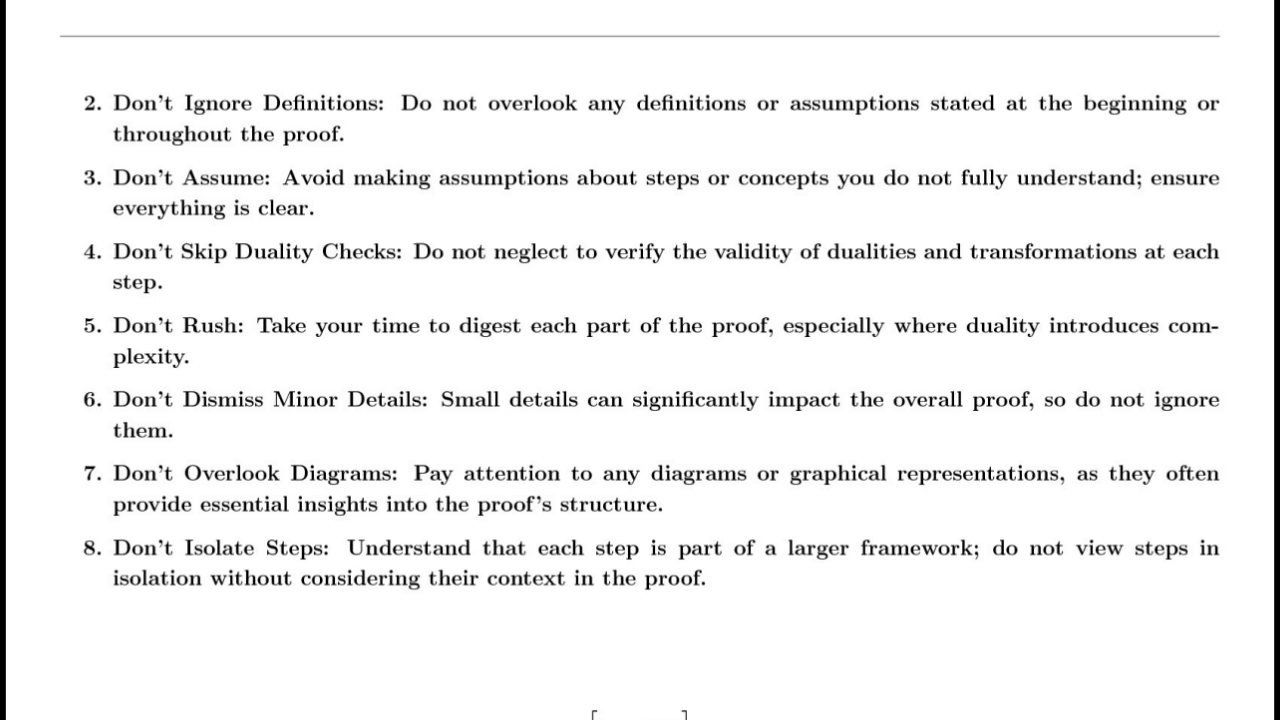 2. Don’t Ignore Definitions: Do not overlook any definitions or assumptions stated at the beginning or
throughout the proof.
3. Don’t Assume: Avoid making assumptions about steps or concepts you do not fully understand; ensure
everything is clear.
4. Don’t Skip Duality Checks: Do not neglect to verify the validity of dualities and transformations at each
step.
5. Don’t Rush: Take your time to digest each part of the proof, especially where duality introduces com-
plexity.
6. Don’t Dismiss Minor Details: Small details can significantly impact the overall proof, so do not ignore
them.
7. Don’t Overlook Diagrams: Pay attention to any diagrams or graphical representations, as they often
provide essential insights into the proof’s structure.
8. Don’t Isolate Steps: Understand that each step is part of a larger framework; do not view steps in
isolation without considering their context in the proof.